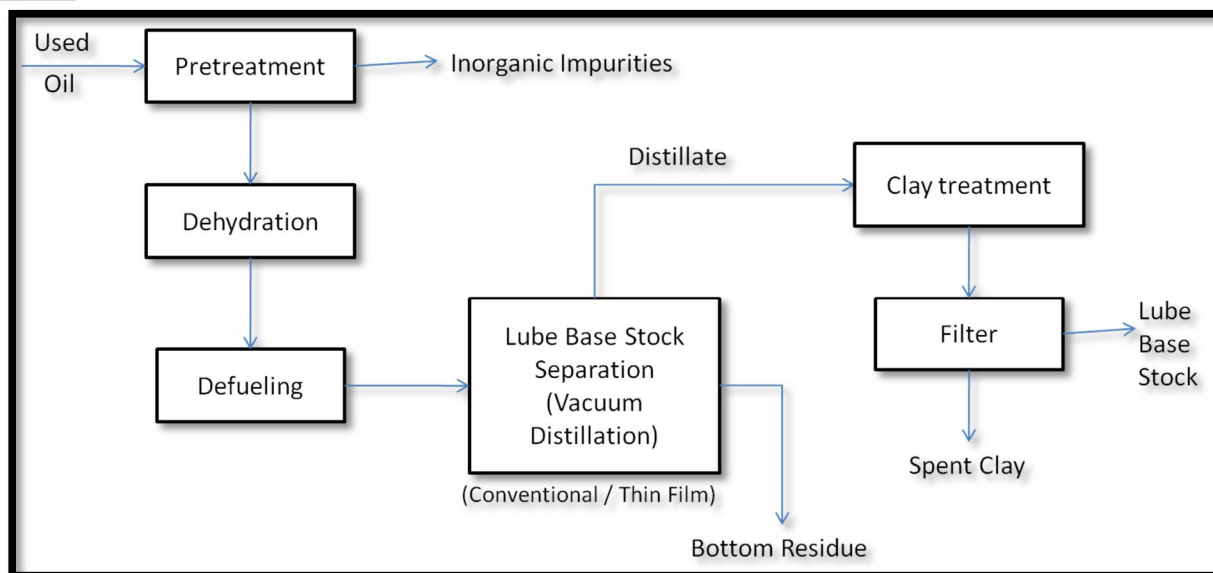 Used
Oil
Pretreatment
Inorganic Impurities
Distillate
Clay treatment
Dehydration
Lube Base Stock
Separation
(Vacuum
Distillation)
(Conventional / Thin Film)
Filter
Lube
Base
Stock
Defueling
Spent Clay
Bottom Residue